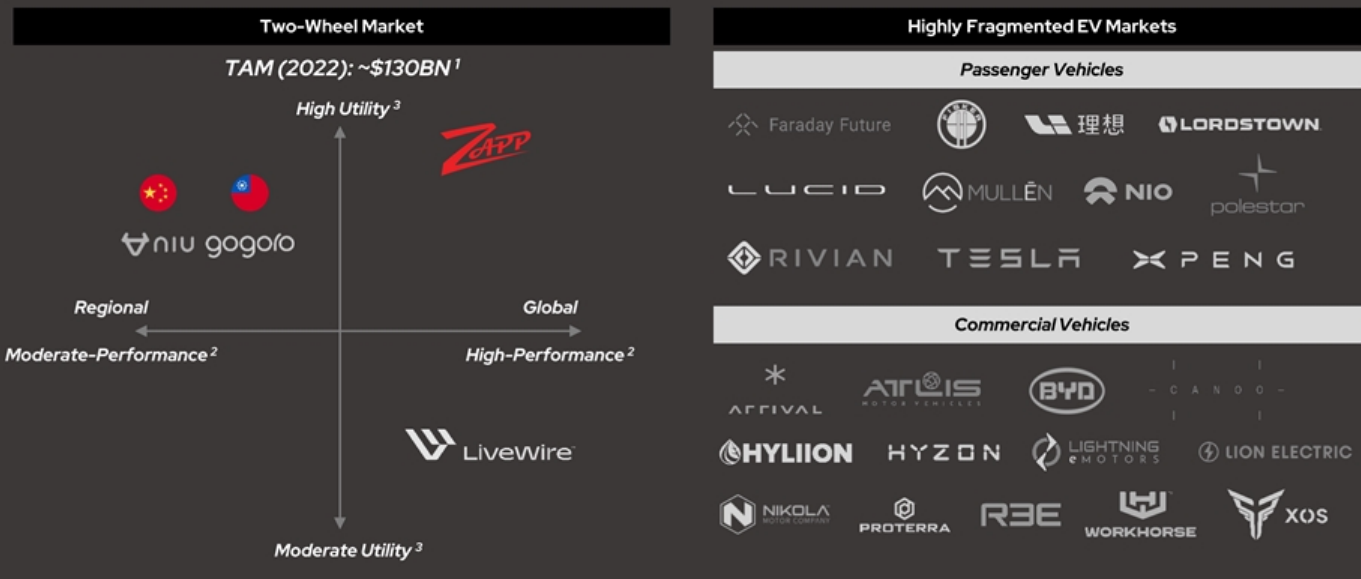 Two-Wheel Market
TAM (2022): ~$130BN 1
High Utility 3
ZAPP
niu gogoro
Regional
Global
Moderate-Performance 2
High-Performance 2
LiveWire
Moderate Utility 3
Highly Fragmented EV Markets
Passenger Vehicles
Faraday Future
FISKER
理想
LORDSTOWN
LUCID
MULLĒN
NIO
polestar
RIVIAN
TESLA
XPENG
Commercial Vehicles
ARRIVAL
ATLIS
MOTOR VEHICLES
BYD
CANOO
HYLIION
HYZON
LIGHTNING
eMOTORS
LION ELECTRIC
NIKOLA
MOTOR COMPANY
PROTERRA
REE
WORKHORSE
XOS